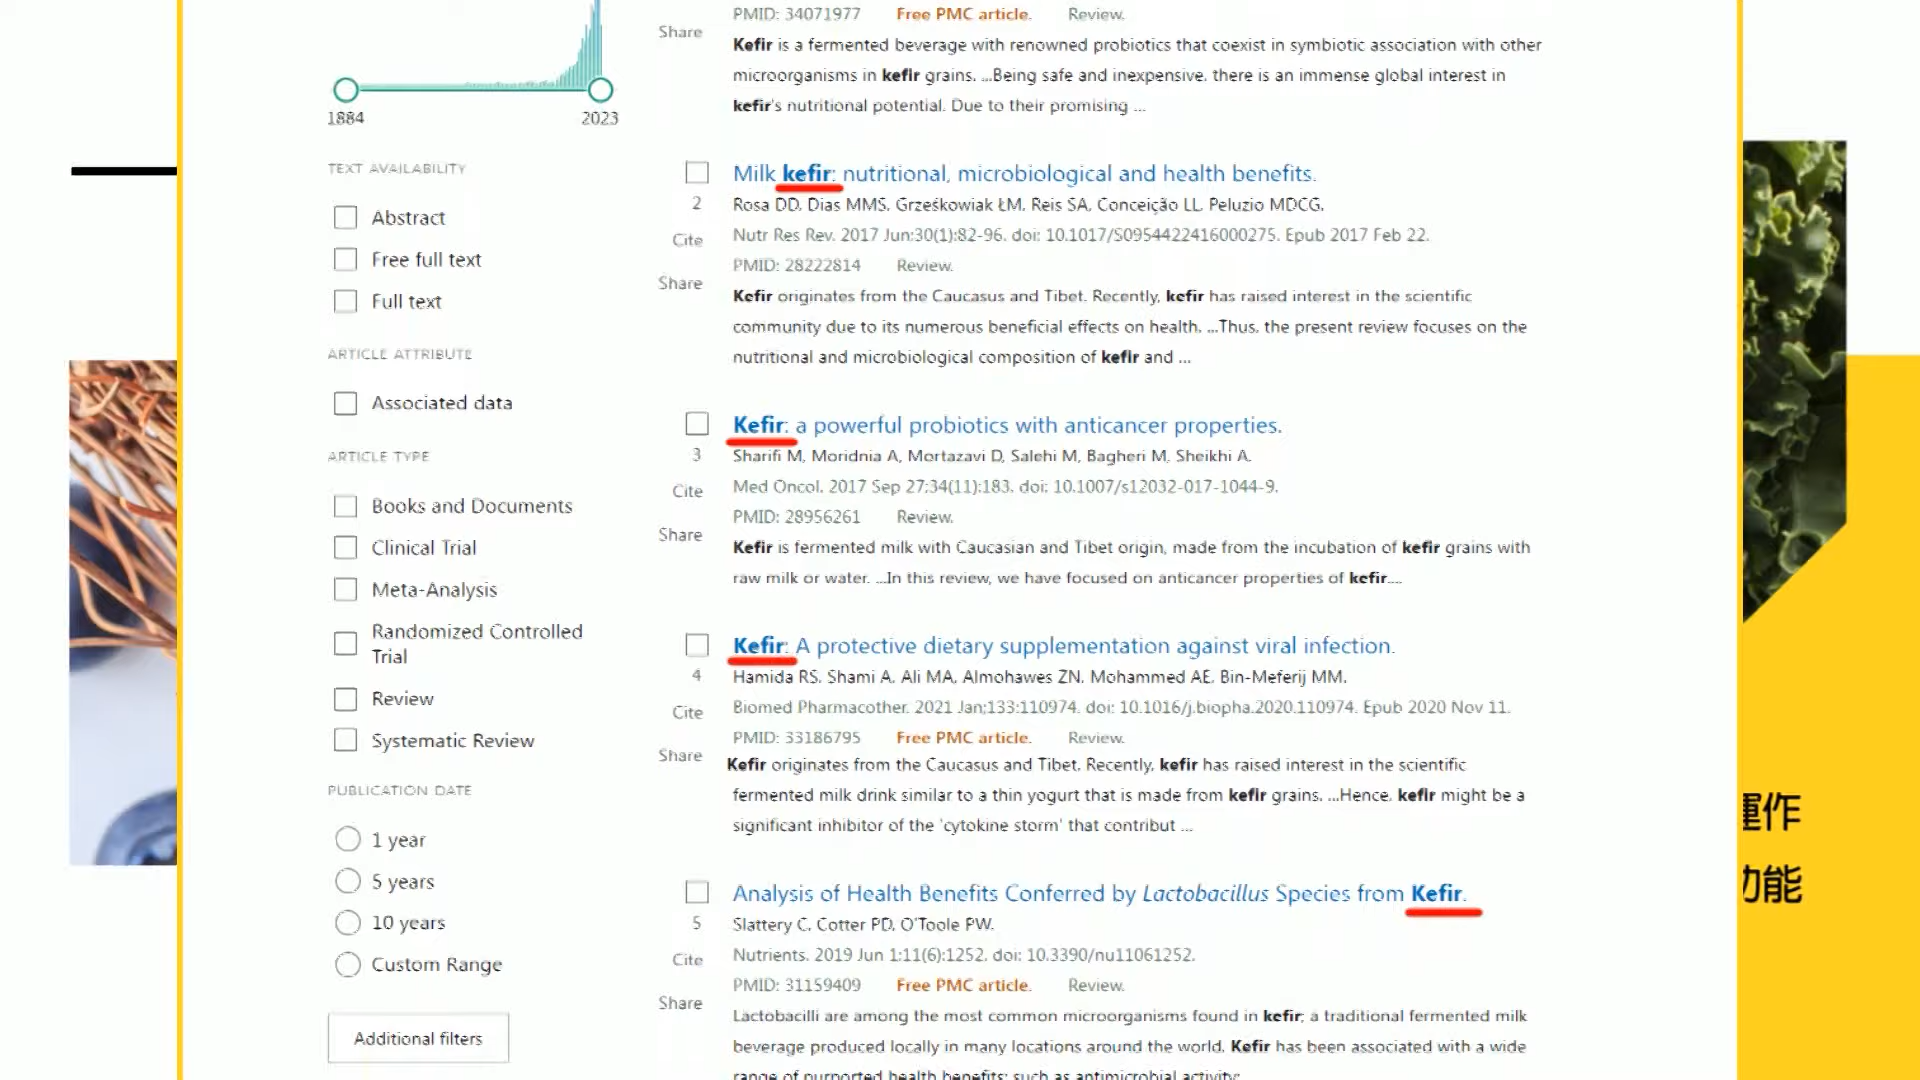 1884
2023
TEXT AVAILABILITY
Abstract
Free full text
Full text
ARTICLE ATTRIBUTE
Associated data
ARTICLE TYPE
Books and Documents
Clinical Trial
Meta-Analysis
Randomized Controlled
Trial
Review
Systematic Review
PUBLICATION DATE
1 year
5 years
10 years
Custom Range
Additional filters
PMID: 34071977 Free PMC article. Review.
Share
Kefir is a fermented beverage with renowned probiotics that coexist in symbiotic association with other
microorganisms in kefir grains. ...Being safe and inexpensive, there is an immense global interest in
kefir's nutritional potential. Due to their promising ...
Milk kefir: nutritional, microbiological and health benefits.
2
Rosa DD, Dias MMS, Grześkowiak ŁM, Reis SA, Conceição LL, Peluzio MDCG.
Cite
Nutr Res Rev. 2017 Jun;30(1):82-96. doi: 10.1017/S0954422416000275. Epub 2017 Feb 22.
PMID: 28222814 Review.
Share
Kefir originates from the Caucasus and Tibet. Recently, kefir has raised interest in the scientific
community due to its numerous beneficial effects on health. ...Thus, the present review focuses on the
nutritional and microbiological composition of kefir and ...
Kefir: a powerful probiotics with anticancer properties.
3
Sharifi M, Moridnia A, Mortazavi D, Salehi M, Bagheri M, Sheikhi A.
Cite
Med Oncol. 2017 Sep 27;34(11):183. doi: 10.1007/s12032-017-1044-9.
PMID: 28956261 Review.
Share
Kefir is fermented milk with Caucasian and Tibet origin, made from the incubation of kefir grains with
raw milk or water. ...In this review, we have focused on anticancer properties of kefir....
Kefir: A protective dietary supplementation against viral infection.
4
Hamida RS, Shami A, Ali MA, Almohawes ZN, Mohammed AE, Bin-Meferij MM.
Cite
Biomed Pharmacother. 2021 Jan;133:110974. doi: 10.1016/j.biopha.2020.110974. Epub 2020 Nov 11.
PMID: 33186795 Free PMC article. Review.
Share
Kefir originates from the Caucasus and Tibet. Recently, kefir has raised interest in the scientific
fermented milk drink similar to a thin yogurt that is made from kefir grains. ...Hence, kefir might be a
significant inhibitor of the 'cytokine storm' that contribut ...
Analysis of Health Benefits Conferred by Lactobacillus Species from Kefir.
5
Slattery C, Cotter PD, O'Toole PW.
Cite
Nutrients. 2019 Jun 1;11(6):1252. doi: 10.3390/nu11061252.
PMID: 31159409 Free PMC article. Review.
Share
Lactobacilli are among the most common microorganisms found in kefir; a traditional fermented milk
beverage produced locally in many locations around the world. Kefir has been associated with a wide
range of purported health benefits; such as antimicrobial activity;
運作
功能